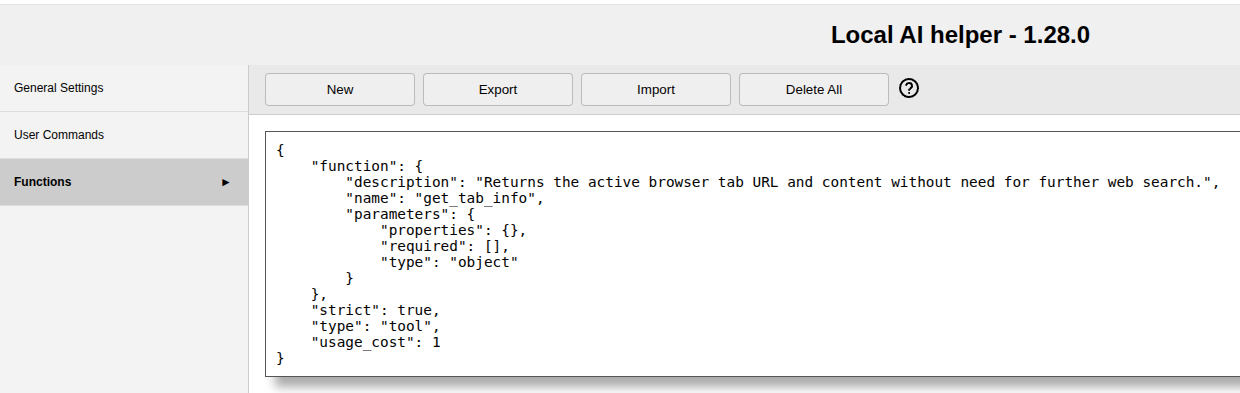 Local AI helper - 1.28.0
General Settings
User Commands
Functions
New Export Import Delete All
{
    "function": {
        "description": "Returns the active browser tab URL and content without need for further web search.",
        "name": "get_tab_info",
        "parameters": {
            "properties": {},
            "required": [],
            "type": "object"
        }
    },
    "strict": true,
    "type": "tool",
    "usage_cost": 1
}